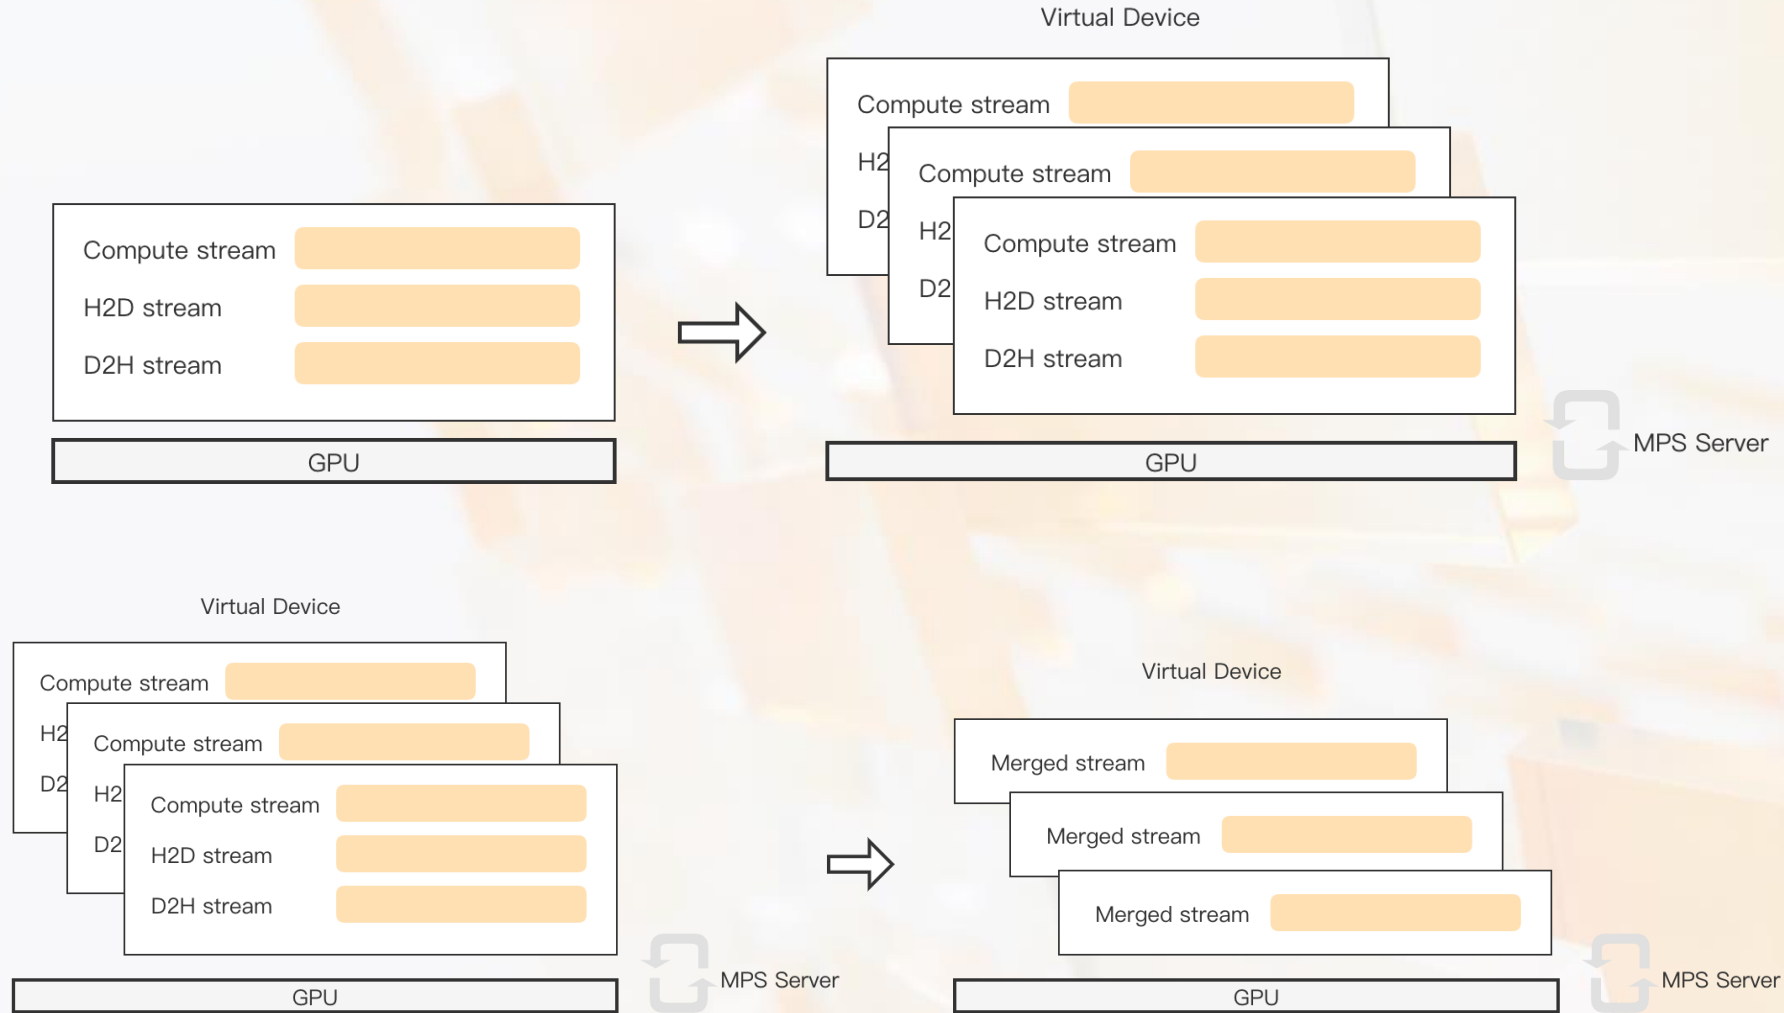 Virtual Device
Compute stream
H2
D2
Compute stream
H2
D2
Compute stream
H2D stream
D2H stream
GPU
MPS Server
Compute stream
H2D stream
D2H stream
GPU
Virtual Device
Compute stream
H2
D2
Compute stream
H2
D2
Compute stream
H2D stream
D2H stream
GPU
MPS Server
Virtual Device
Merged stream
Merged stream
Merged stream
GPU
MPS Server